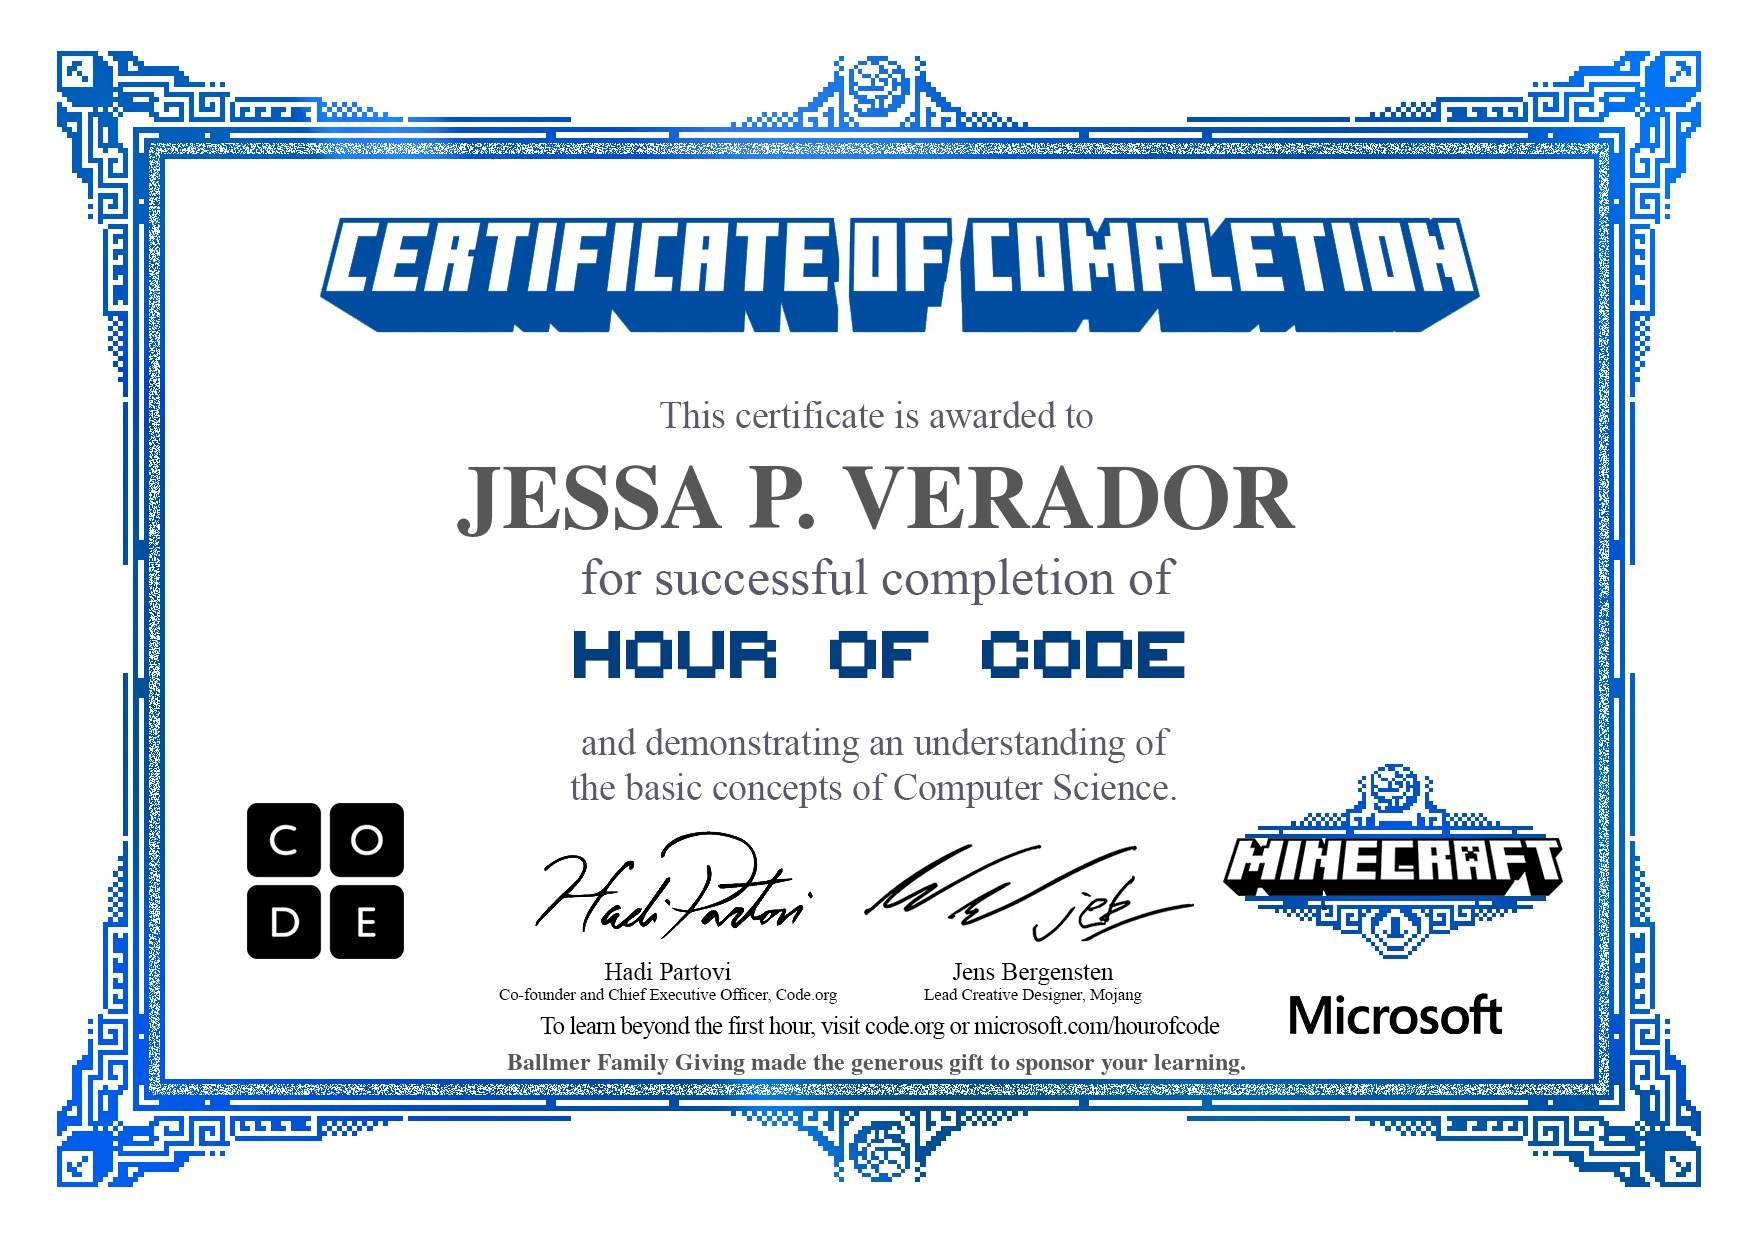 CERTIFICATE OF COMPLETION
This certificate is awarded to
JESSA P. VERADOR
for successful completion of
HOUR OF CODE
and demonstrating an understanding of
the basic concepts of Computer Science.
C O
D E
Hadi Partovi
jeb
MINECRAFT
Hadi Partovi
Co-founder and Chief Executive Officer, Code.org
Jens Bergensten
Lead Creative Designer, Mojang
Microsoft
To learn beyond the first hour, visit code.org or microsoft.com/hourofcode
Ballmer Family Giving made the generous gift to sponsor your learning.